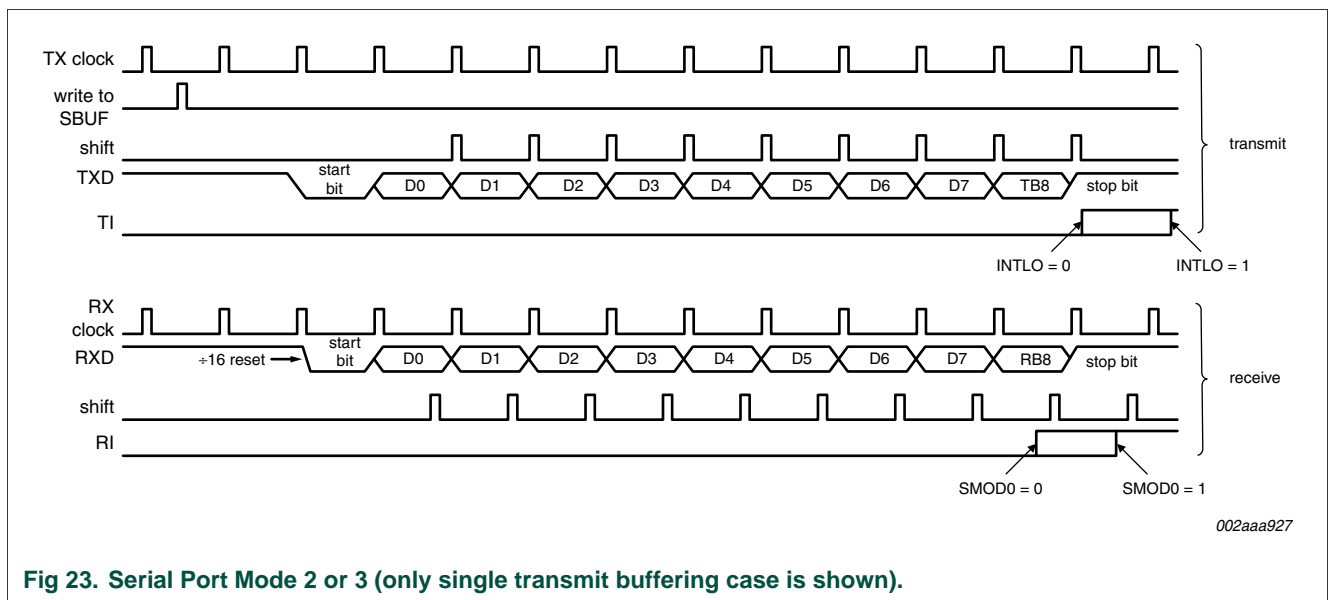 TX clock
write to
SBUF
shift
TXD
start
bit
D0 D1 D2 D3 D4 D5 D6 D7 TB8 stop bit
TI
INTLO = 0 INTLO = 1
transmit
RX
clock
RXD
÷16 reset
start
bit
D0 D1 D2 D3 D4 D5 D6 D7 RB8 stop bit
shift
RI
SMOD0 = 0 SMOD0 = 1
receive
002aaa927
Fig 23. Serial Port Mode 2 or 3 (only single transmit buffering case is shown).